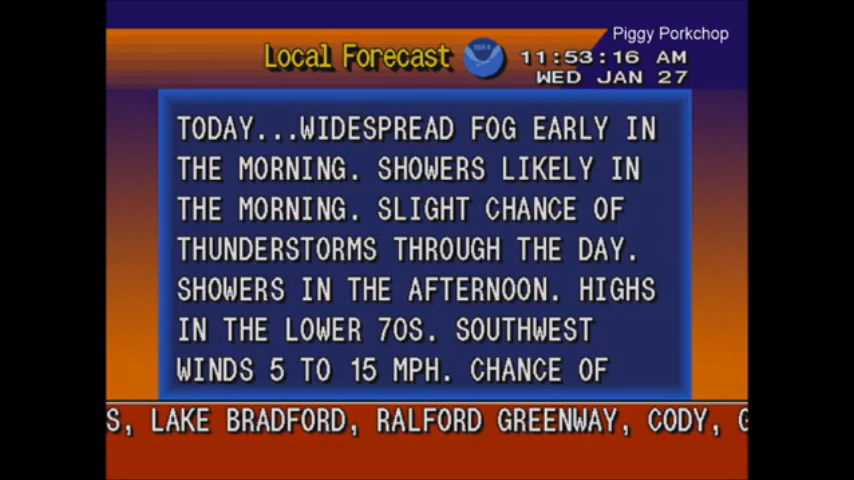 Piggy Porkchop
Local Forecast
11:53:16 AM
WED JAN 27
TODAY...WIDESPREAD FOG EARLY IN
THE MORNING. SHOWERS LIKELY IN
THE MORNING. SLIGHT CHANCE OF
THUNDERSTORMS THROUGH THE DAY.
SHOWERS IN THE AFTERNOON. HIGHS
IN THE LOWER 70S. SOUTHWEST
WINDS 5 TO 15 MPH. CHANCE OF
S, LAKE BRADFORD, RALFORD GREENWAY, CODY,